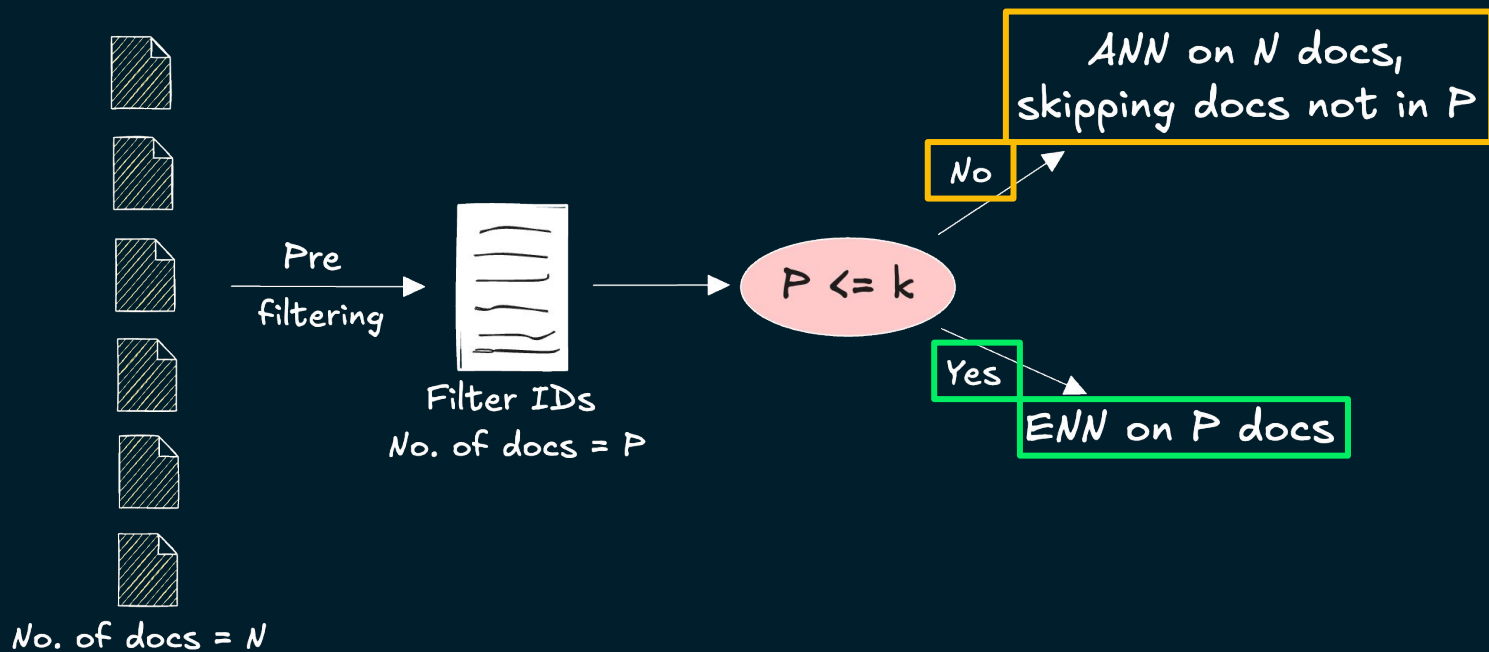 No. of docs = N
Pre
filtering
Filter IDs
No. of docs = P
P <= k
No
ANN on N docs,
skipping docs not in P
Yes
ENN on P docs